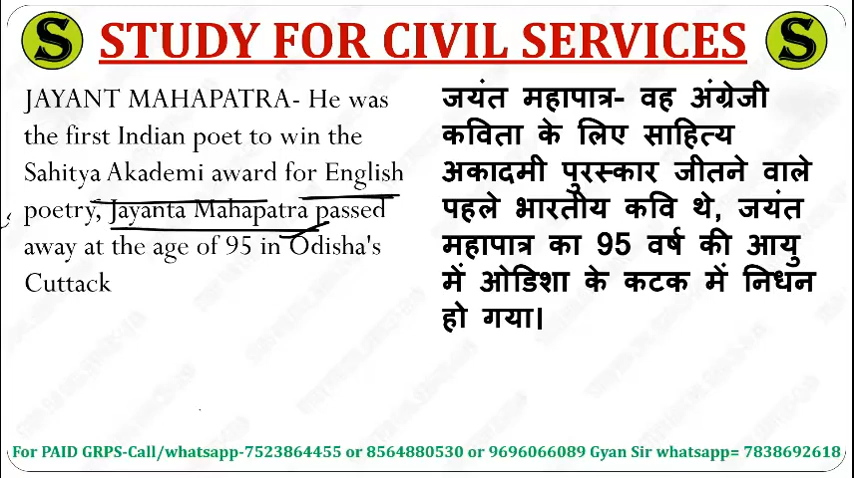 S STUDY FOR CIVIL SERVICES S
JAYANT MAHAPATRA- He was
the first Indian poet to win the
Sahitya Akademi award for English
poetry, Jayanta Mahapatra passed
away at the age of 95 in Odisha's
Cuttack
जयंत महापात्र- वह अंग्रेजी
कविता के लिए साहित्य
अकादमी पुरस्कार जीतने वाले
पहले भारतीय कवि थे, जयंत
महापात्र का 95 वर्ष की आयु
में ओडिशा के कटक में निधन
हो गया।
For PAID GRPS-Call/whatsapp-7523864455 or 8564880530 or 9696066089 Gyan Sir whatsapp= 7838692618